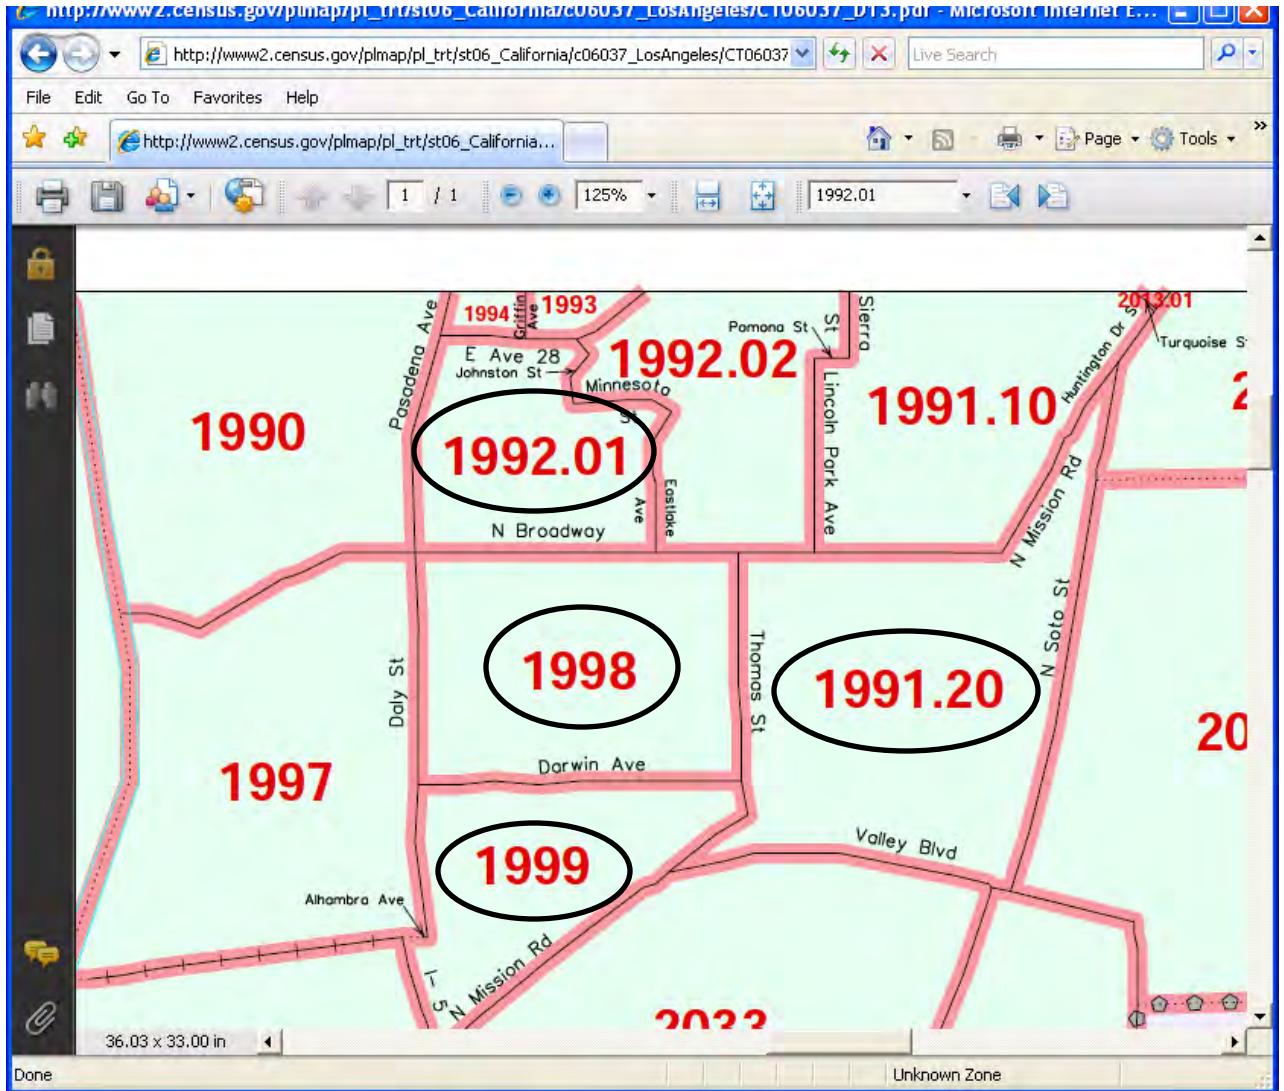 http://www2.census.gov/plmap/pl_trt/st06_California/c06037_LosAngeles/CT06037_D13.pdf - Microsoft Internet E...
http://www2.census.gov/plmap/pl_trt/st06_California/c06037_LosAngeles/CT06037
Live Search
File Edit Go To Favorites Help
http://www2.census.gov/plmap/pl_trt/st06_California...
Page Tools »
1 / 1 125% 1992.01
1994
Griffin Ave
1993
Pasadena Ave
E Ave 28
Johnston St
Minnesota St
1992.02
Pomona St
Sierra St
Lincoln Park Ave
1991.10
Huntington Dr S
2013.01
Turquoise S
2
1990
1992.01
Eastlake Ave
N Broadway
N Mission Rd
N Soto St
1998
Thomas St
1991.20
Daly St
20
Darwin Ave
1997
1999
Valley Blvd
Alhambra Ave
I-5
N Mission Rd
2033
36.03 x 33.00 in
Done
Unknown Zone